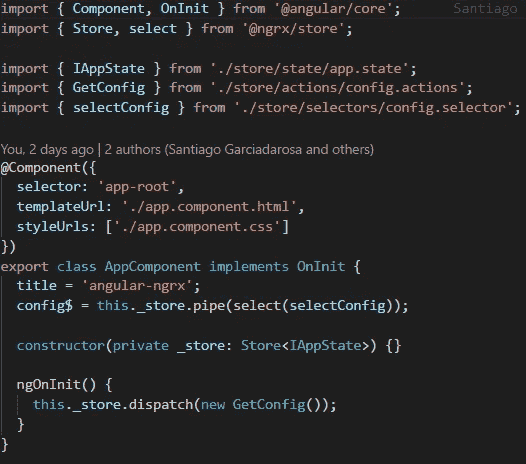 import { Component, OnInit } from '@angular/core'; Santiago
import { Store, select } from '@ngrx/store';
import { IAppState } from './store/state/app.state';
import { GetConfig } from './store/actions/config.actions';
import { selectConfig } from './store/selectors/config.selector';
You, 2 days ago | 2 authors (Santiago Garciadarosa and others)
@Component({
  selector: 'app-root',
  templateUrl: './app.component.html',
  styleUrls: ['./app.component.css']
})
export class AppComponent implements OnInit {
  title = 'angular-ngrx';
  config$ = this._store.pipe(select(selectConfig));
  constructor(private _store: Store<IAppState>) {}
  ngOnInit() {
    this._store.dispatch(new GetConfig());
  }
}